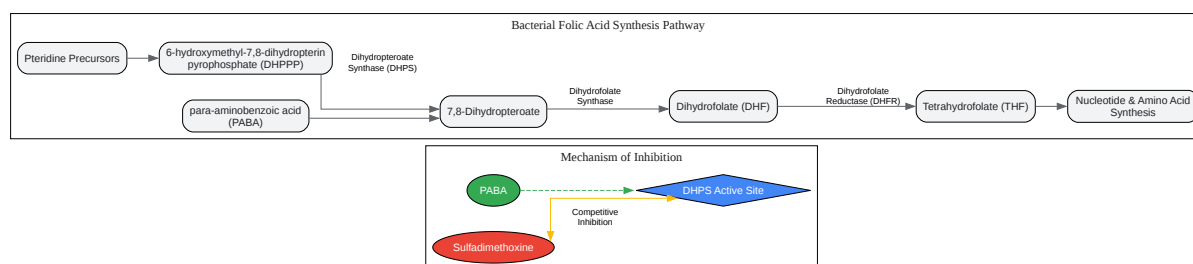 Bacterial Folic Acid Synthesis Pathway
Pteridine Precursors
6-hydroxymethyl-7,8-dihydropterin
pyrophosphate (DHPPP)
Dihydropteroate
Synthase (DHPS)
para-aminobenzoic acid
(PABA)
7,8-Dihydropteroate
Dihydrofolate
Synthase
Dihydrofolate (DHF)
Dihydrofolate
Reductase (DHFR)
Tetrahydrofolate (THF)
Nucleotide & Amino Acid
Synthesis
Mechanism of Inhibition
PABA
DHPS Active Site
Competitive
Inhibition
Sulfadimethoxine